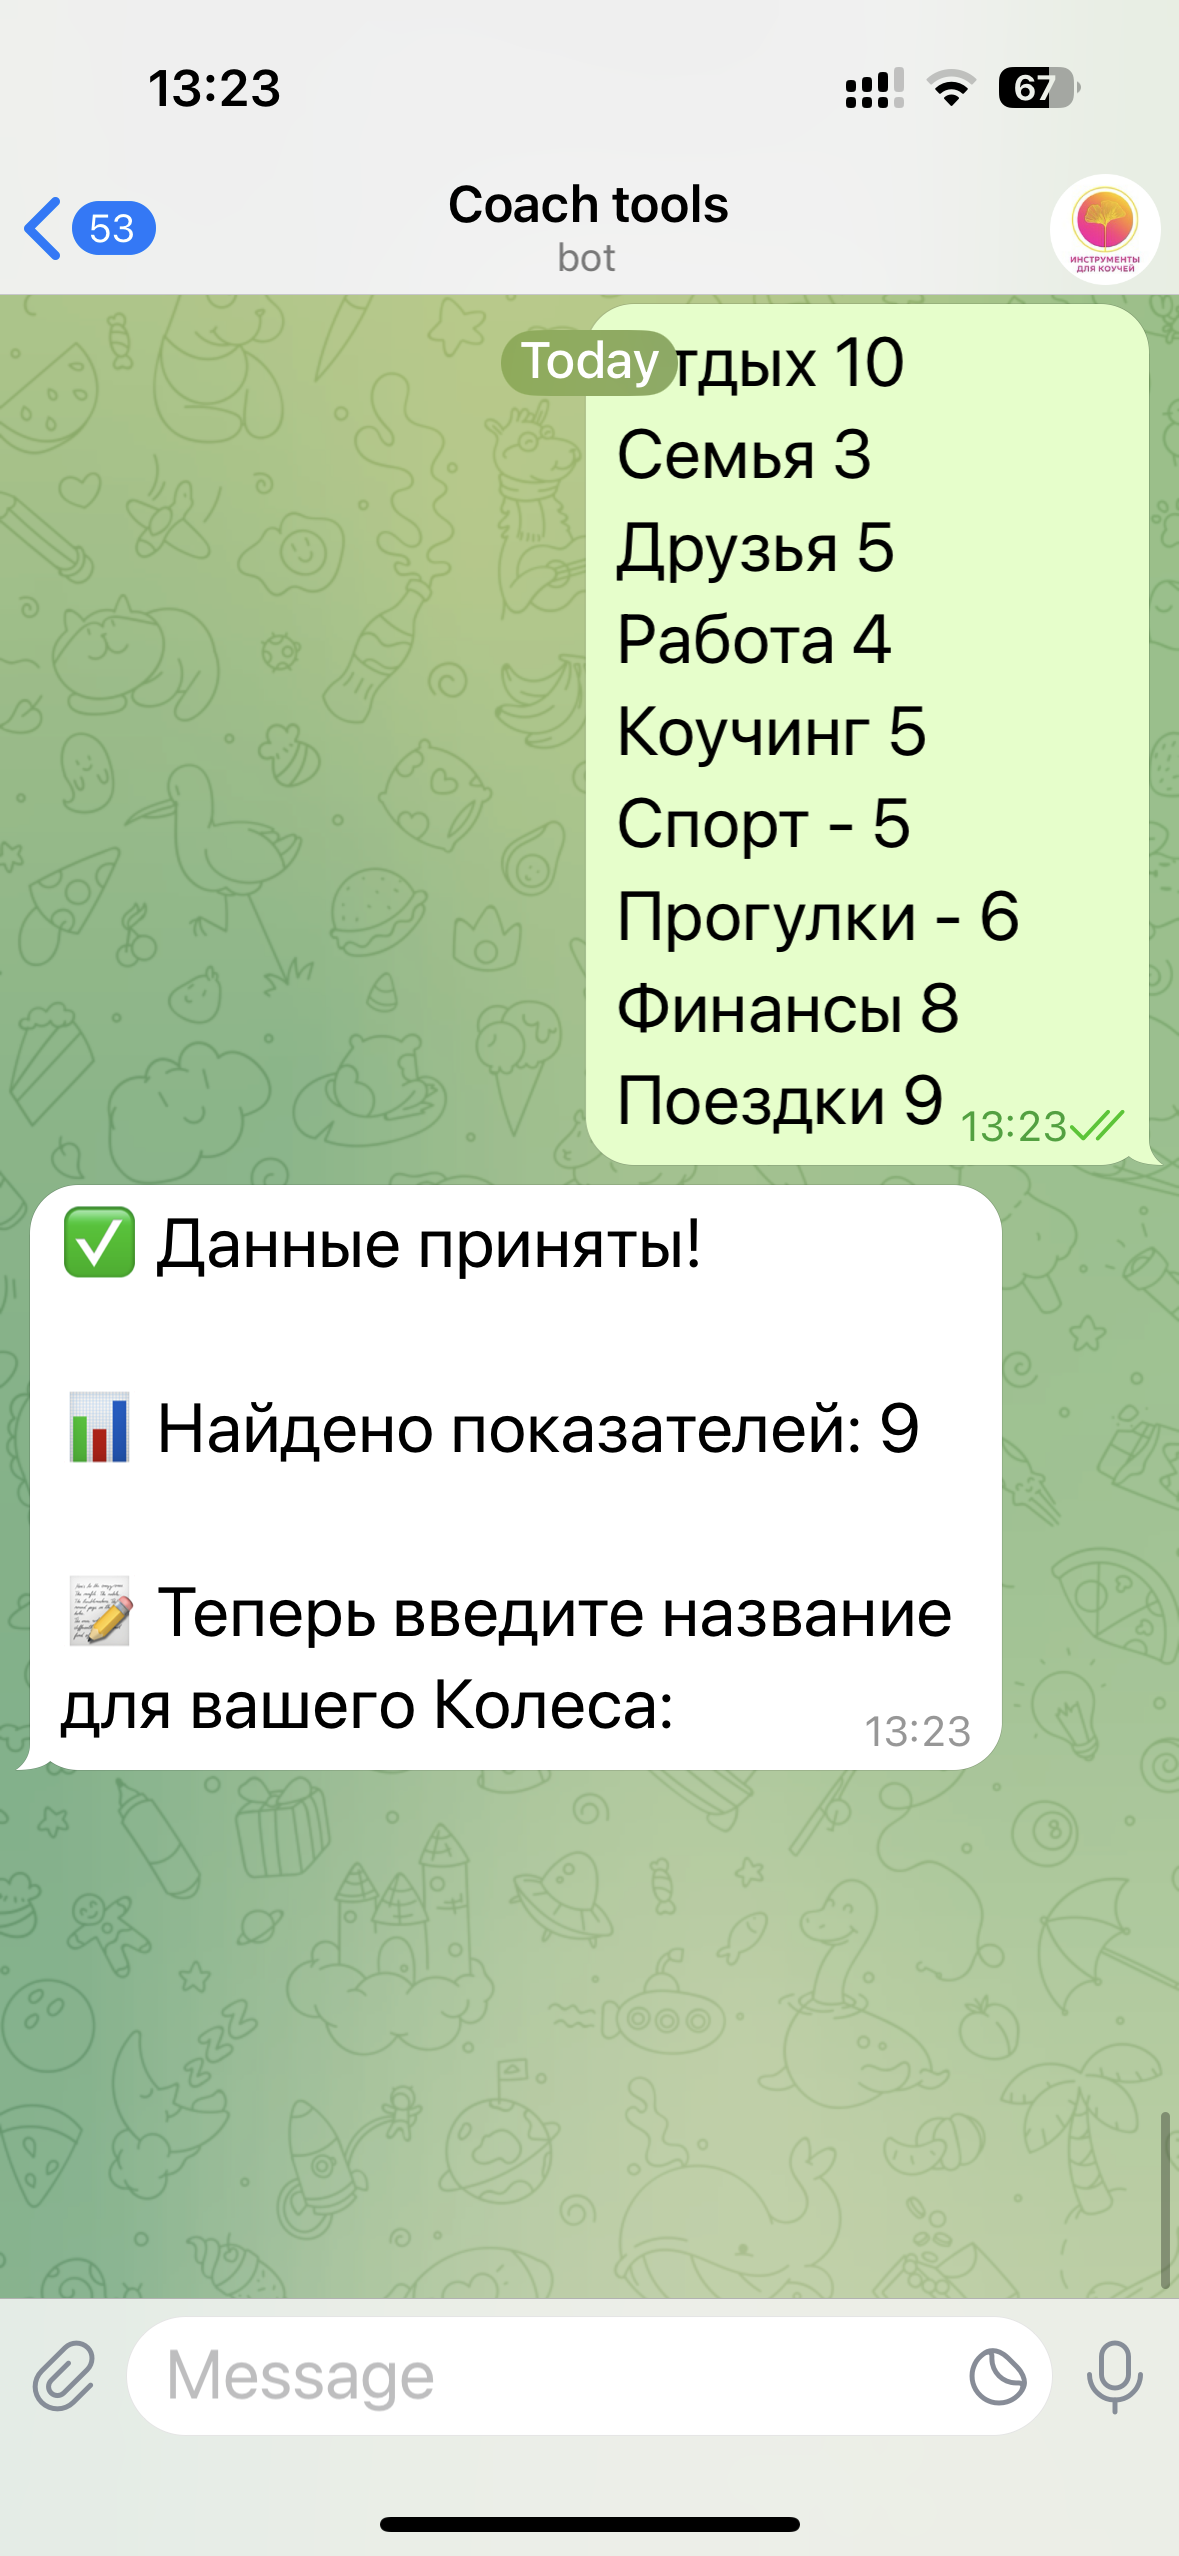 13:23
67
53
Coach tools
bot
ИНСТРУМЕНТЫ
ДЛЯ КОУЧЕЙ
Today
тдых 10
Семья 3
Друзья 5
Работа 4
Коучинг 5
Спорт - 5
Прогулки - 6
Финансы 8
Поездки 9
13:23
✅ Данные приняты!
📊 Найдено показателей: 9
📝 Теперь введите название
для вашего Колеса:
13:23
Message